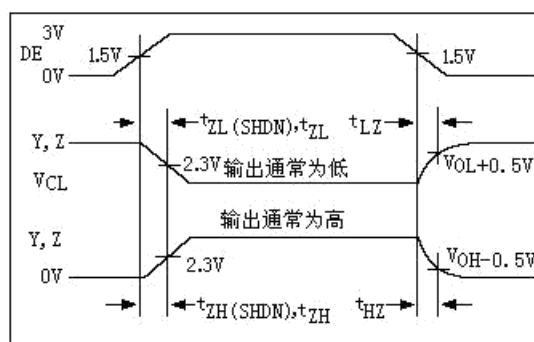 3V
DE
1.5V
1.5V
0V
tZL(SHDN),tZL
tLZ
Y,Z
2.3V
输出通常为低
VOL+0.5V
VCL
输出通常为高
Y,Z
2.3V
VOH-0.5V
0V
tZH(SHDN),tZH
tHZ